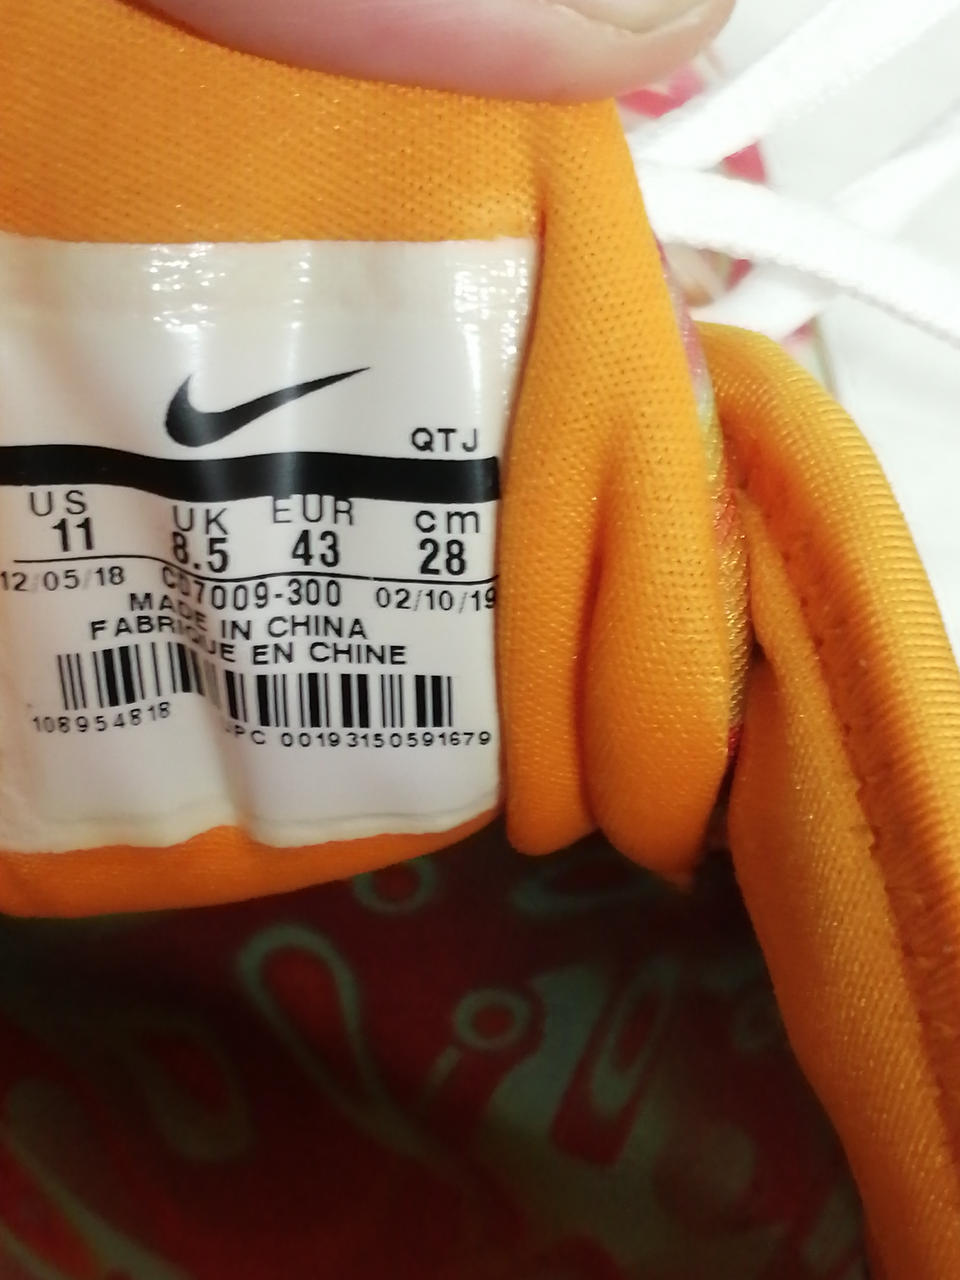 QTJ
US UK EUR cm
11 8.5 43 28
12/05/18 CD7009-300 02/10/19
MADE IN CHINA
FABRIQUE EN CHINE
108954818
UPC 00193150591679